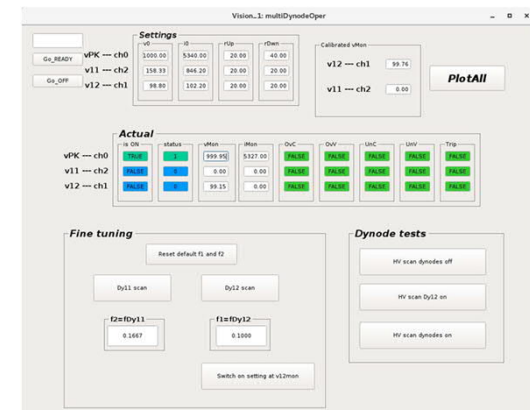 Vision_1: multiDynodeOper
Settings
v0 i0 rUp rDwn
Go_READY vPK --- ch0 1000.00 5340.00 20.00 40.00
v11 --- ch2 158.33 846.20 20.00 20.00
Go_OFF v12 --- ch1 98.80 102.20 20.00 20.00
Calibrated vMon
v12 --- ch1 99.76
v11 --- ch2 0.00
PlotAll
Actual
is ON status vMon iMon OvC OvV UnC UnV Trip
vPK --- ch0 TRUE 1 999.95 5327.00 FALSE FALSE FALSE FALSE FALSE
v11 --- ch2 FALSE 0 0.00 0.00 FALSE FALSE FALSE FALSE FALSE
v12 --- ch1 FALSE 0 99.15 0.00 FALSE FALSE FALSE FALSE FALSE
Fine tuning
Reset default f1 and f2
Dy11 scan Dy12 scan
f2=fDy11 f1=fDy12
0.1667 0.1000
Switch on setting at v12mon
Dynode tests
HV scan dynodes off
HV scan Dy12 on
HV scan dynodes on